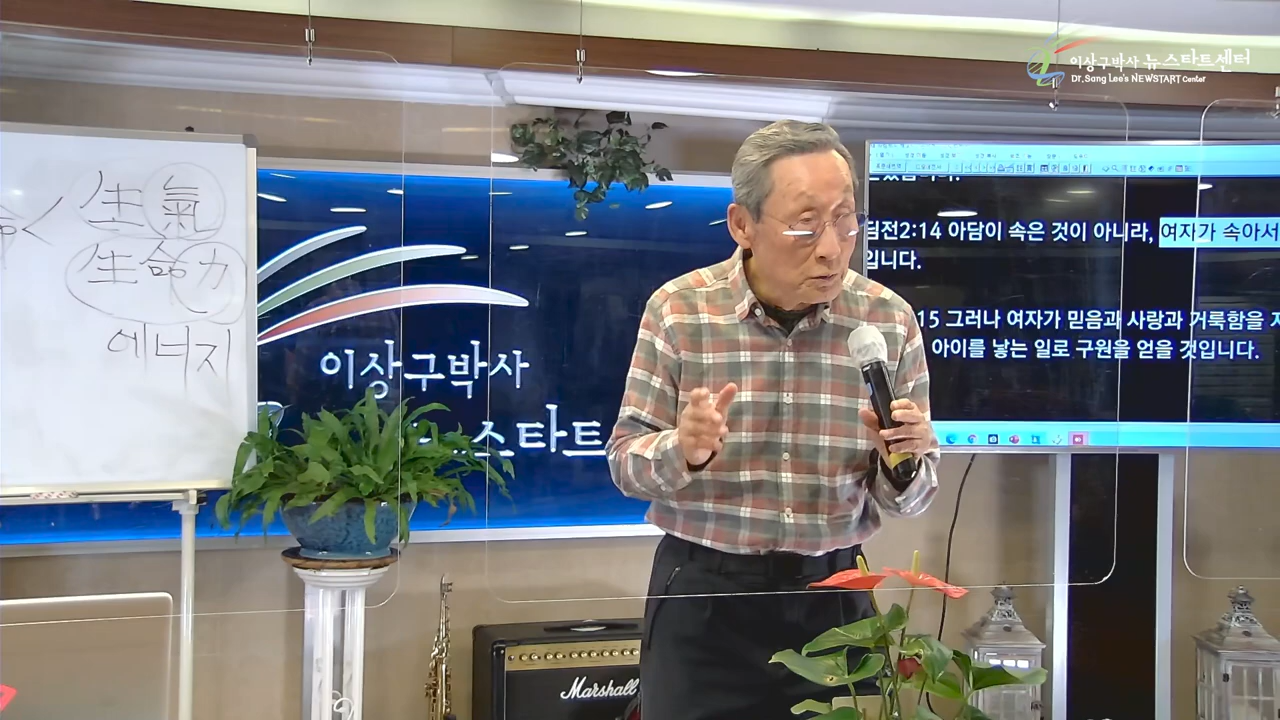 이상구박사 뉴스타트센터
Dr. Sang Lee's NEWSTART Center
生氣
生命力
에너지
이상구박사
스타트
딤전2:14 아담이 속은 것이 아니라, 여자가 속아서
입니다.
15 그러나 여자가 믿음과 사랑과 거룩함을
아이를 낳는 일로 구원을 얻을 것입니다.
Marshall